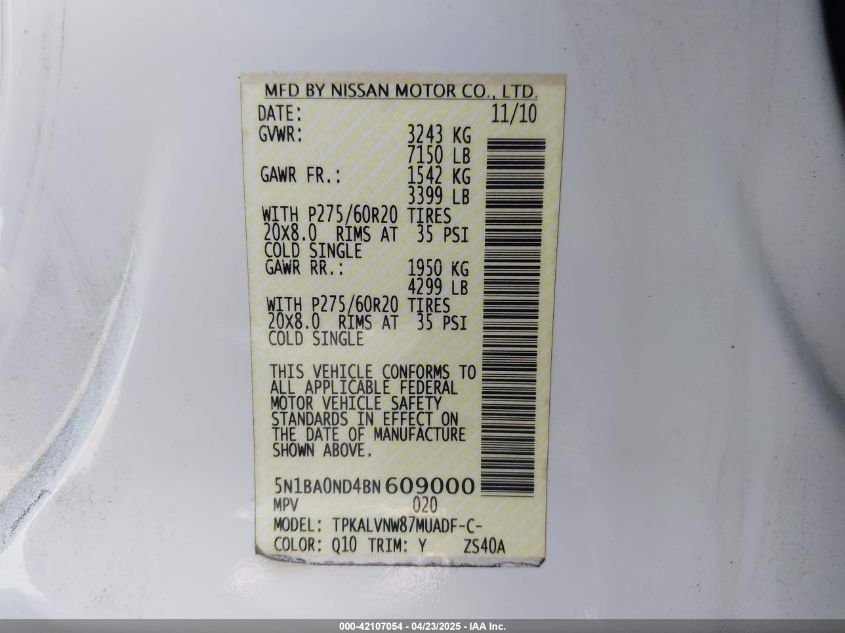 MFD BY NISSAN MOTOR CO., LTD.
DATE: 11/10
GVWR: 3243 KG
7150 LB
GAWR FR.: 1542 KG
3399 LB
WITH P275/60R20 TIRES
20X8.0 RIMS AT 35 PSI
COLD SINGLE
GAWR RR.: 1950 KG
4299 LB
WITH P275/60R20 TIRES
20X8.0 RIMS AT 35 PSI
COLD SINGLE
THIS VEHICLE CONFORMS TO
ALL APPLICABLE FEDERAL
MOTOR VEHICLE SAFETY
STANDARDS IN EFFECT ON
THE DATE OF MANUFACTURE
SHOWN ABOVE.
5N1BA0ND4BN609000
MPV 020
MODEL: TPKALVNW87MUADF-C-
COLOR: Q10 TRIM: Y ZS40A
000-42107054 - 04/23/2025 - IAA Inc.